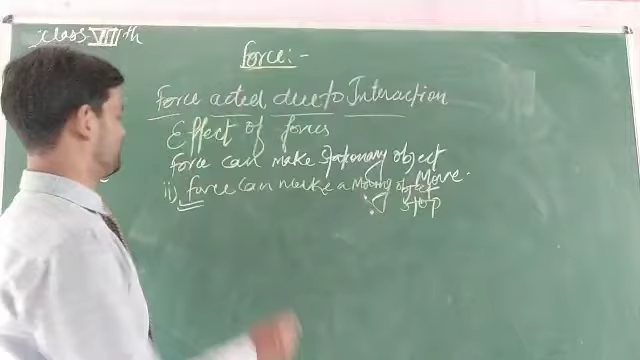 class VIIIth
Force:-
Force acted due to Interaction
Effect of forces
Force can make Stationary object Move.
ii) Force can make a Moving object stop